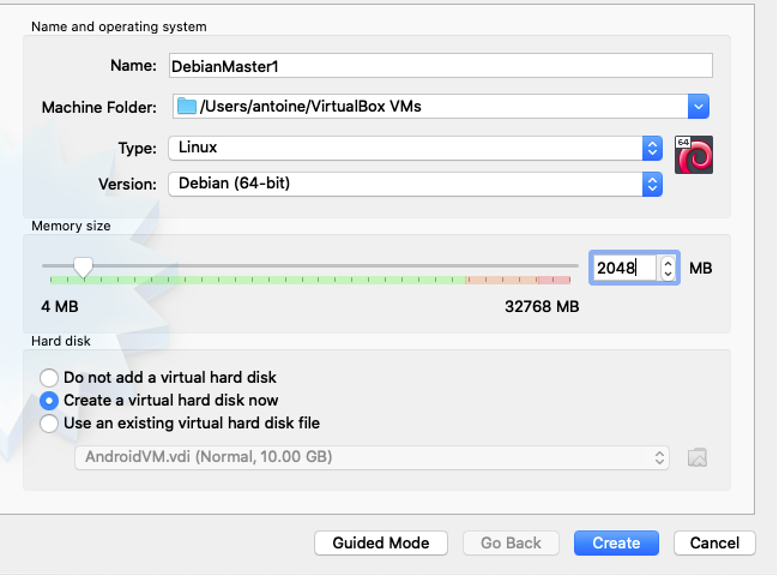 Name and operating system
Name: DebianMaster1
Machine Folder: /Users/antoine/VirtualBox VMs
Type: Linux
64
Version: Debian (64-bit)
Memory size
2048 MB
4 MB 32768 MB
Hard disk
Do not add a virtual hard disk
Create a virtual hard disk now
Use an existing virtual hard disk file
AndroidVM.vdi (Normal, 10.00 GB)
Guided Mode Go Back Create Cancel